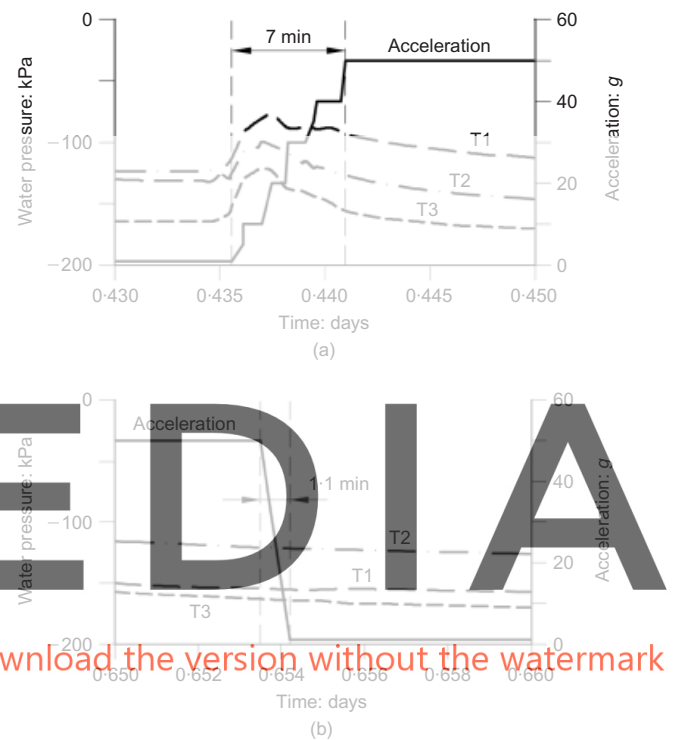 0
60
7 min
Acceleration
Water pressure: kPa
Acceleration: g
40
−100
T1
20
T2
T3
−200
0
0·430 0·435 0·440 0·445 0·450
Time: days
(a)
0
60
EDIA
Acceleration
Water pressure: kPa
Acceleration: g
40
1·1 min
−100
T2
20
T1
T3
200
0
wnload the version without the watermark
0·650 0·652 0·654 0·656 0·658 0·660
Time: days
(b)